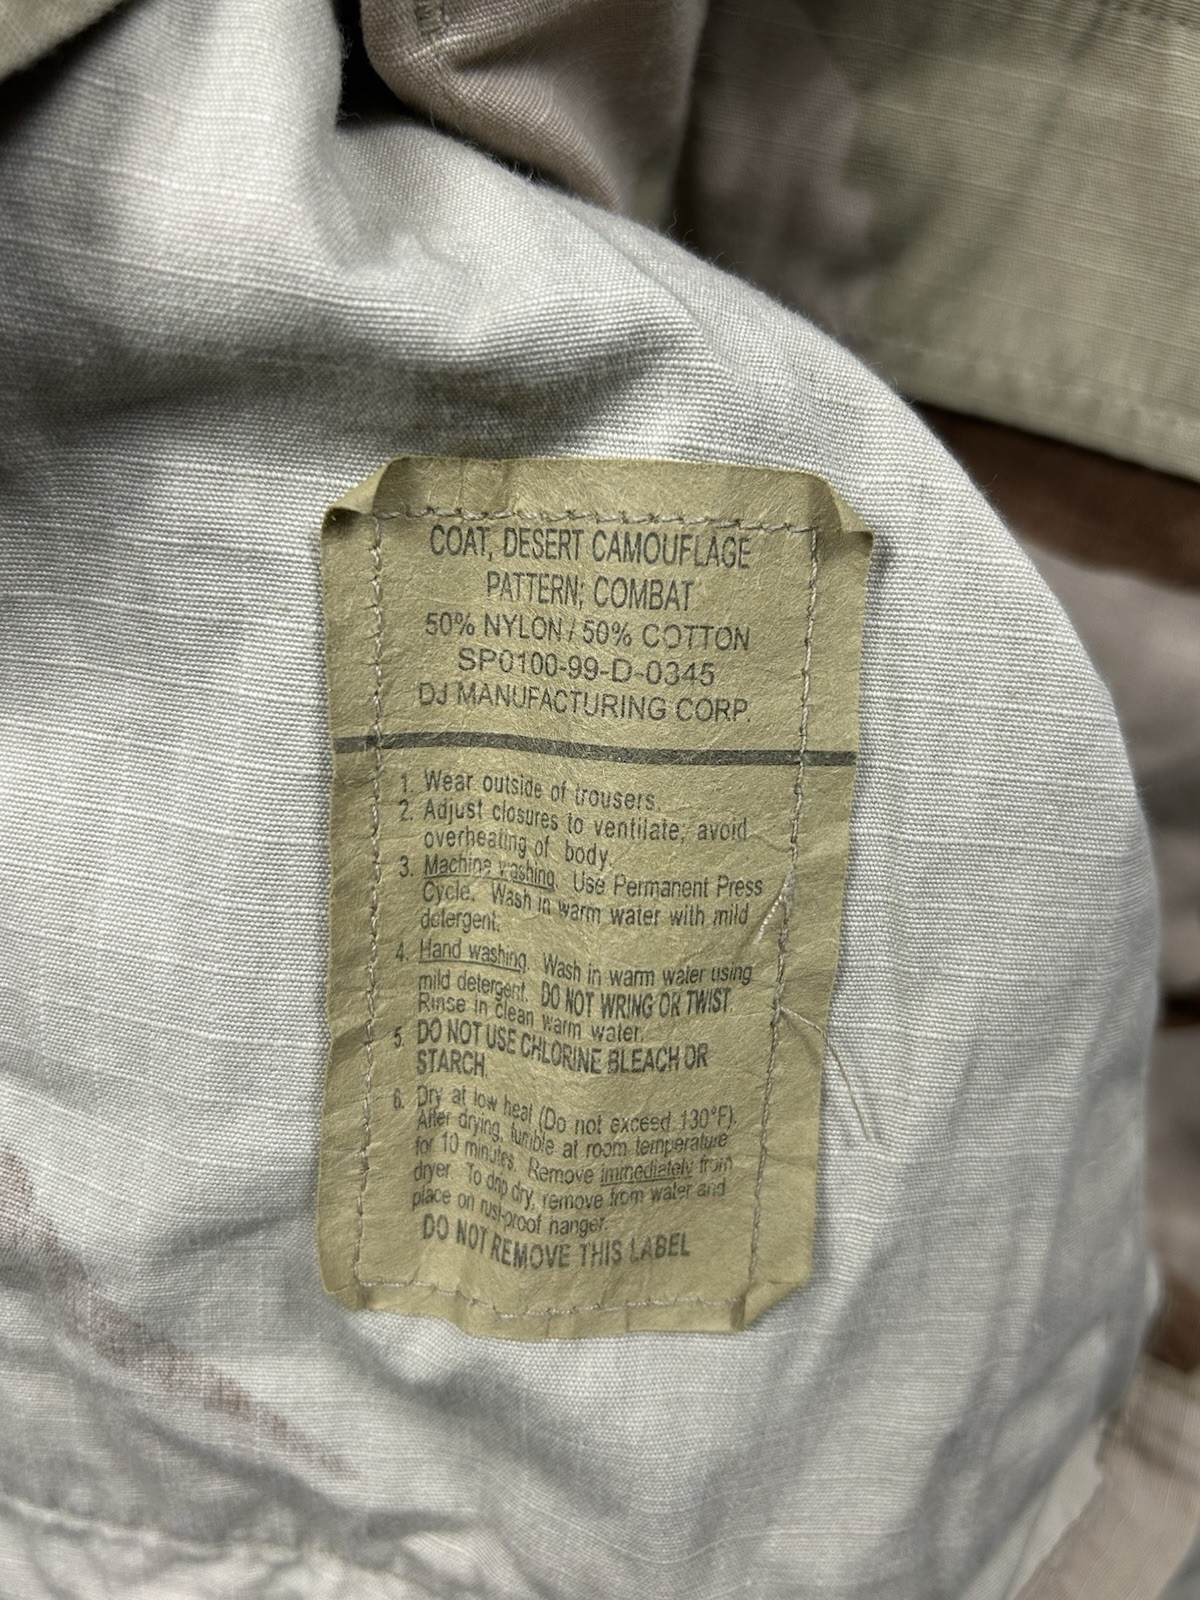 COAT, DESERT CAMOUFLAGE
PATTERN; COMBAT
50% NYLON / 50% COTTON
SP0100-99-D-0345
DJ MANUFACTURING CORP.
1. Wear outside of trousers.
2. Adjust closures to ventilate, avoid
overheating of body.
3. Machine washing. Use Permanent Press
Cycle. Wash in warm water with mild
detergent.
4. Hand washing. Wash in warm water using
mild detergent. DO NOT WRING OR TWIST.
Rinse in clean warm water.
5. DO NOT USE CHLORINE BLEACH OR
STARCH.
6. Dry at low heat (Do not exceed 130°F).
After drying, tumble at room temperature
for 10 minutes. Remove immediately from
dryer. To drip dry, remove from water and
place on rust-proof hanger.
DO NOT REMOVE THIS LABEL